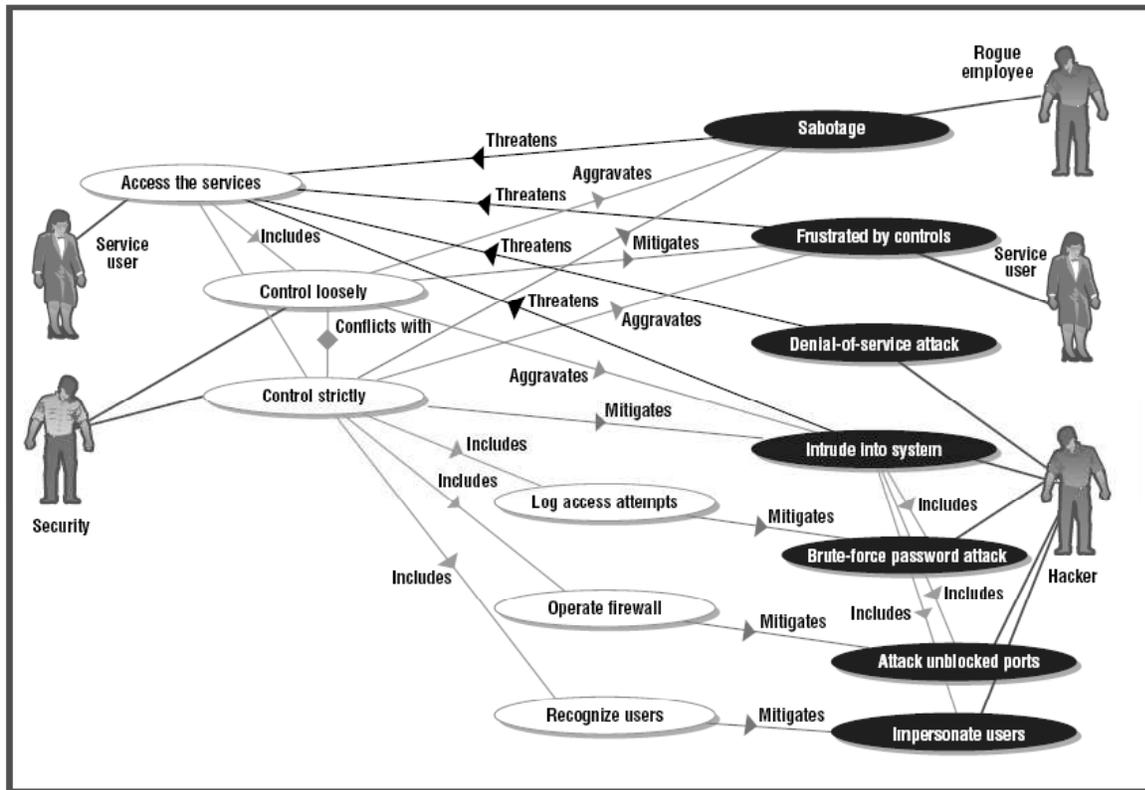 Rogue
employee
Sabotage
Threatens
Aggravates
Access the services
Threatens
Includes
Mitigates
Frustrated by controls
Service
user
Threatens
Service
user
Control loosely
Threatens
Aggravates
Conflicts with
Denial-of-service attack
Aggravates
Control strictly
Mitigates
Includes
Intrude into system
Includes
Log access attempts
Includes
Security
Mitigates
Brute-force password attack
Hacker
Includes
Includes
Includes
Operate firewall
Mitigates
Attack unblocked ports
Recognize users
Mitigates
Impersonate users